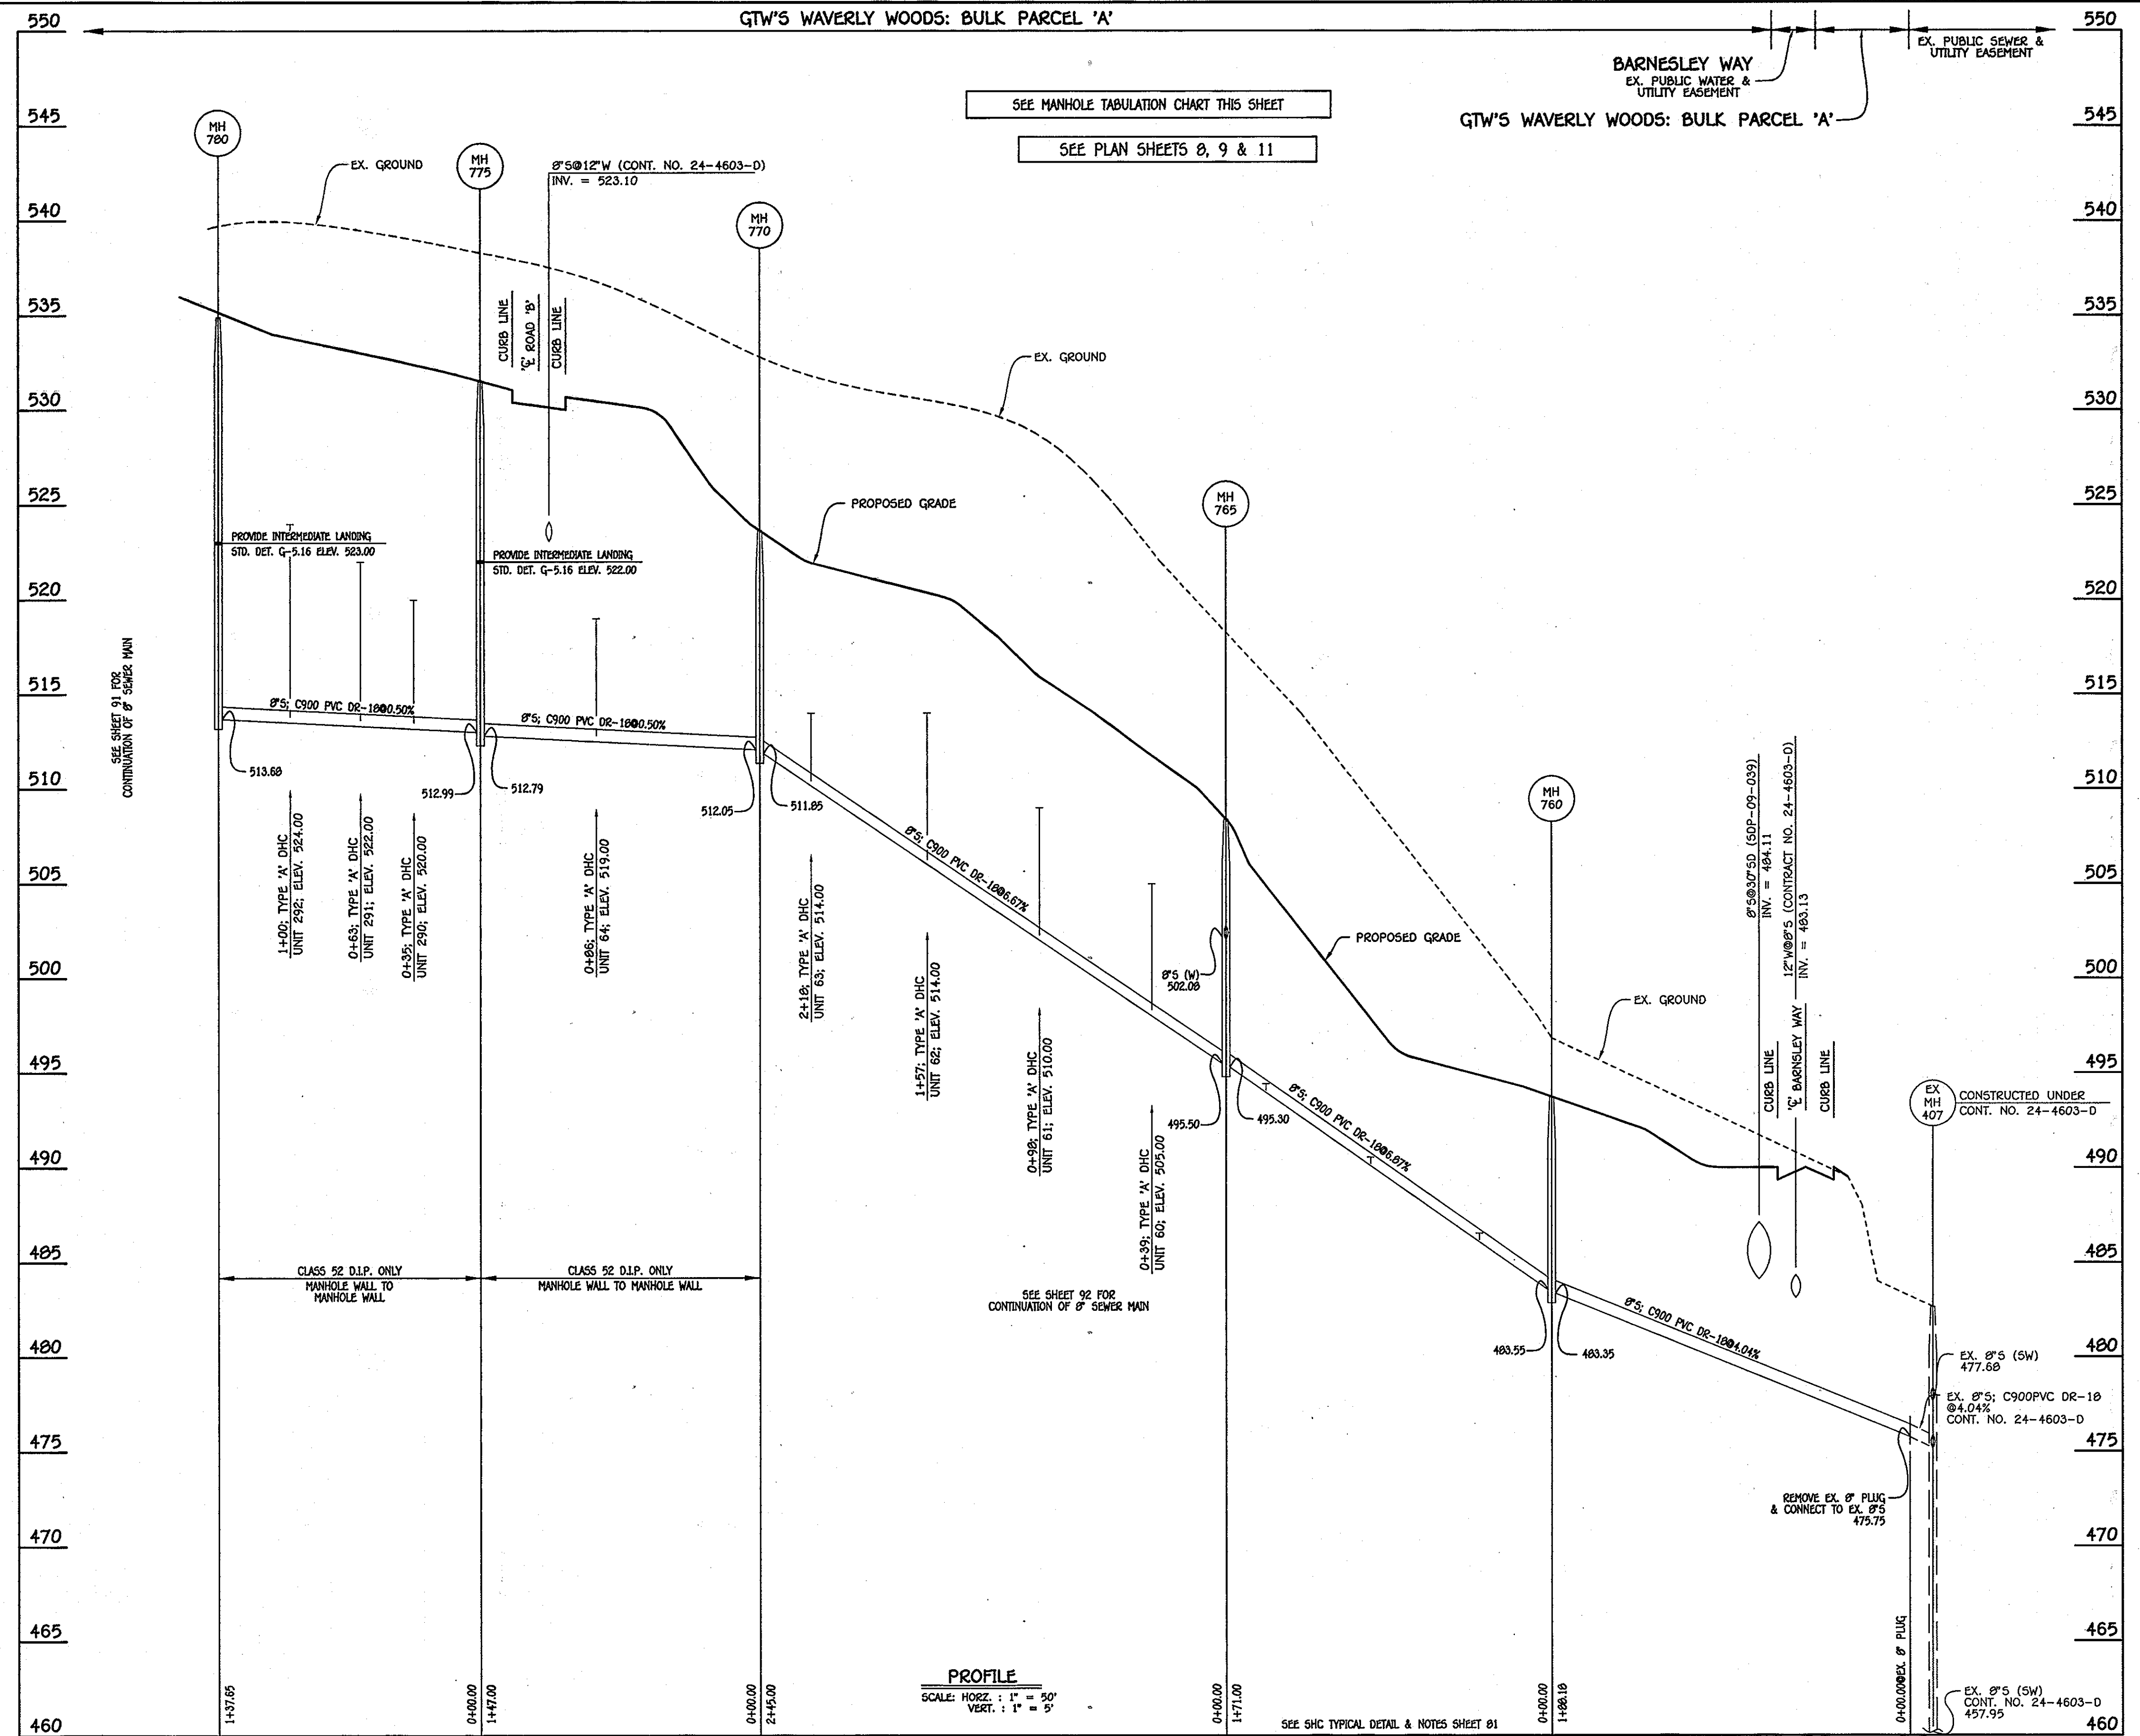 GTW'S WAVERLY WOODS: BULK PARCEL 'A'
550
550
EX. PUBLIC SEWER &
UTILITY EASEMENT
BARNESLEY WAY
EX. PUBLIC WATER &
UTILITY EASEMENT
GTW'S WAVERLY WOODS: BULK PARCEL 'A'
SEE MANHOLE TABULATION CHART THIS SHEET
SEE PLAN SHEETS 8, 9 & 11
545
545
MH
780
EX. GROUND
MH
775
8"S@12"W (CONT. NO. 24-4603-D)
INV. = 523.10
MH
770
540
540
CURB LINE
'℄ ROAD 'B'
CURB LINE
535
535
EX. GROUND
530
530
525
525
PROPOSED GRADE
MH
765
PROVIDE INTERMEDIATE LANDING
STD. DET. G-5.16 ELEV. 523.00
PROVIDE INTERMEDIATE LANDING
STD. DET. G-5.16 ELEV. 522.00
520
520
SEE SHEET 91 FOR
CONTINUATION OF 8" SEWER MAIN
515
515
8"S; C900 PVC DR-18@0.50%
8"S; C900 PVC DR-18@0.50%
513.68
512.99
512.79
512.05
511.85
510
510
1+00; TYPE 'A' DHC
UNIT 292; ELEV. 524.00
0+63; TYPE 'A' DHC
UNIT 291; ELEV. 522.00
0+35; TYPE 'A' DHC
UNIT 290; ELEV. 520.00
0+86; TYPE 'A' DHC
UNIT 64; ELEV. 519.00
2+18; TYPE 'A' DHC
UNIT 63; ELEV. 514.00
1+57; TYPE 'A' DHC
UNIT 62; ELEV. 514.00
0+98; TYPE 'A' DHC
UNIT 61; ELEV. 510.00
0+39; TYPE 'A' DHC
UNIT 60; ELEV. 505.00
8"S; C900 PVC DR-18@6.67%
MH
760
8"S@30"SD (SDP-09-039)
INV. = 484.11
12"W@8"S (CONTRACT NO. 24-4603-D)
INV. = 483.13
505
505
PROPOSED GRADE
8"S (W)
502.08
500
500
EX. GROUND
495
495
CURB LINE
'℄ BARNSLEY WAY
CURB LINE
EX
MH
407
CONSTRUCTED UNDER
CONT. NO. 24-4603-D
495.50
495.30
8"S; C900 PVC DR-18@6.87%
490
490
485
485
CLASS 52 D.I.P. ONLY
MANHOLE WALL TO
MANHOLE WALL
CLASS 52 D.I.P. ONLY
MANHOLE WALL TO MANHOLE WALL
SEE SHEET 92 FOR
CONTINUATION OF 8" SEWER MAIN
483.55
483.35
8"S; C900 PVC DR-18@4.04%
480
480
EX. 8"S (SW)
477.68
EX. 8"S; C900PVC DR-18
@4.04%
CONT. NO. 24-4603-D
475
475
REMOVE EX. 8" PLUG
& CONNECT TO EX. 8"S
475.75
470
470
465
465
1+37.65
0+00.00
1+47.00
0+00.00
2+45.00
0+00.00
1+71.00
0+00.00
1+88.18
0+00.00@EX. 8" PLUG
PROFILE
SCALE: HORZ. : 1" = 50'
VERT. : 1" = 5'
EX. 8"S (SW)
CONT. NO. 24-4603-D
457.95
460
SEE SHC TYPICAL DETAIL & NOTES SHEET 81
460